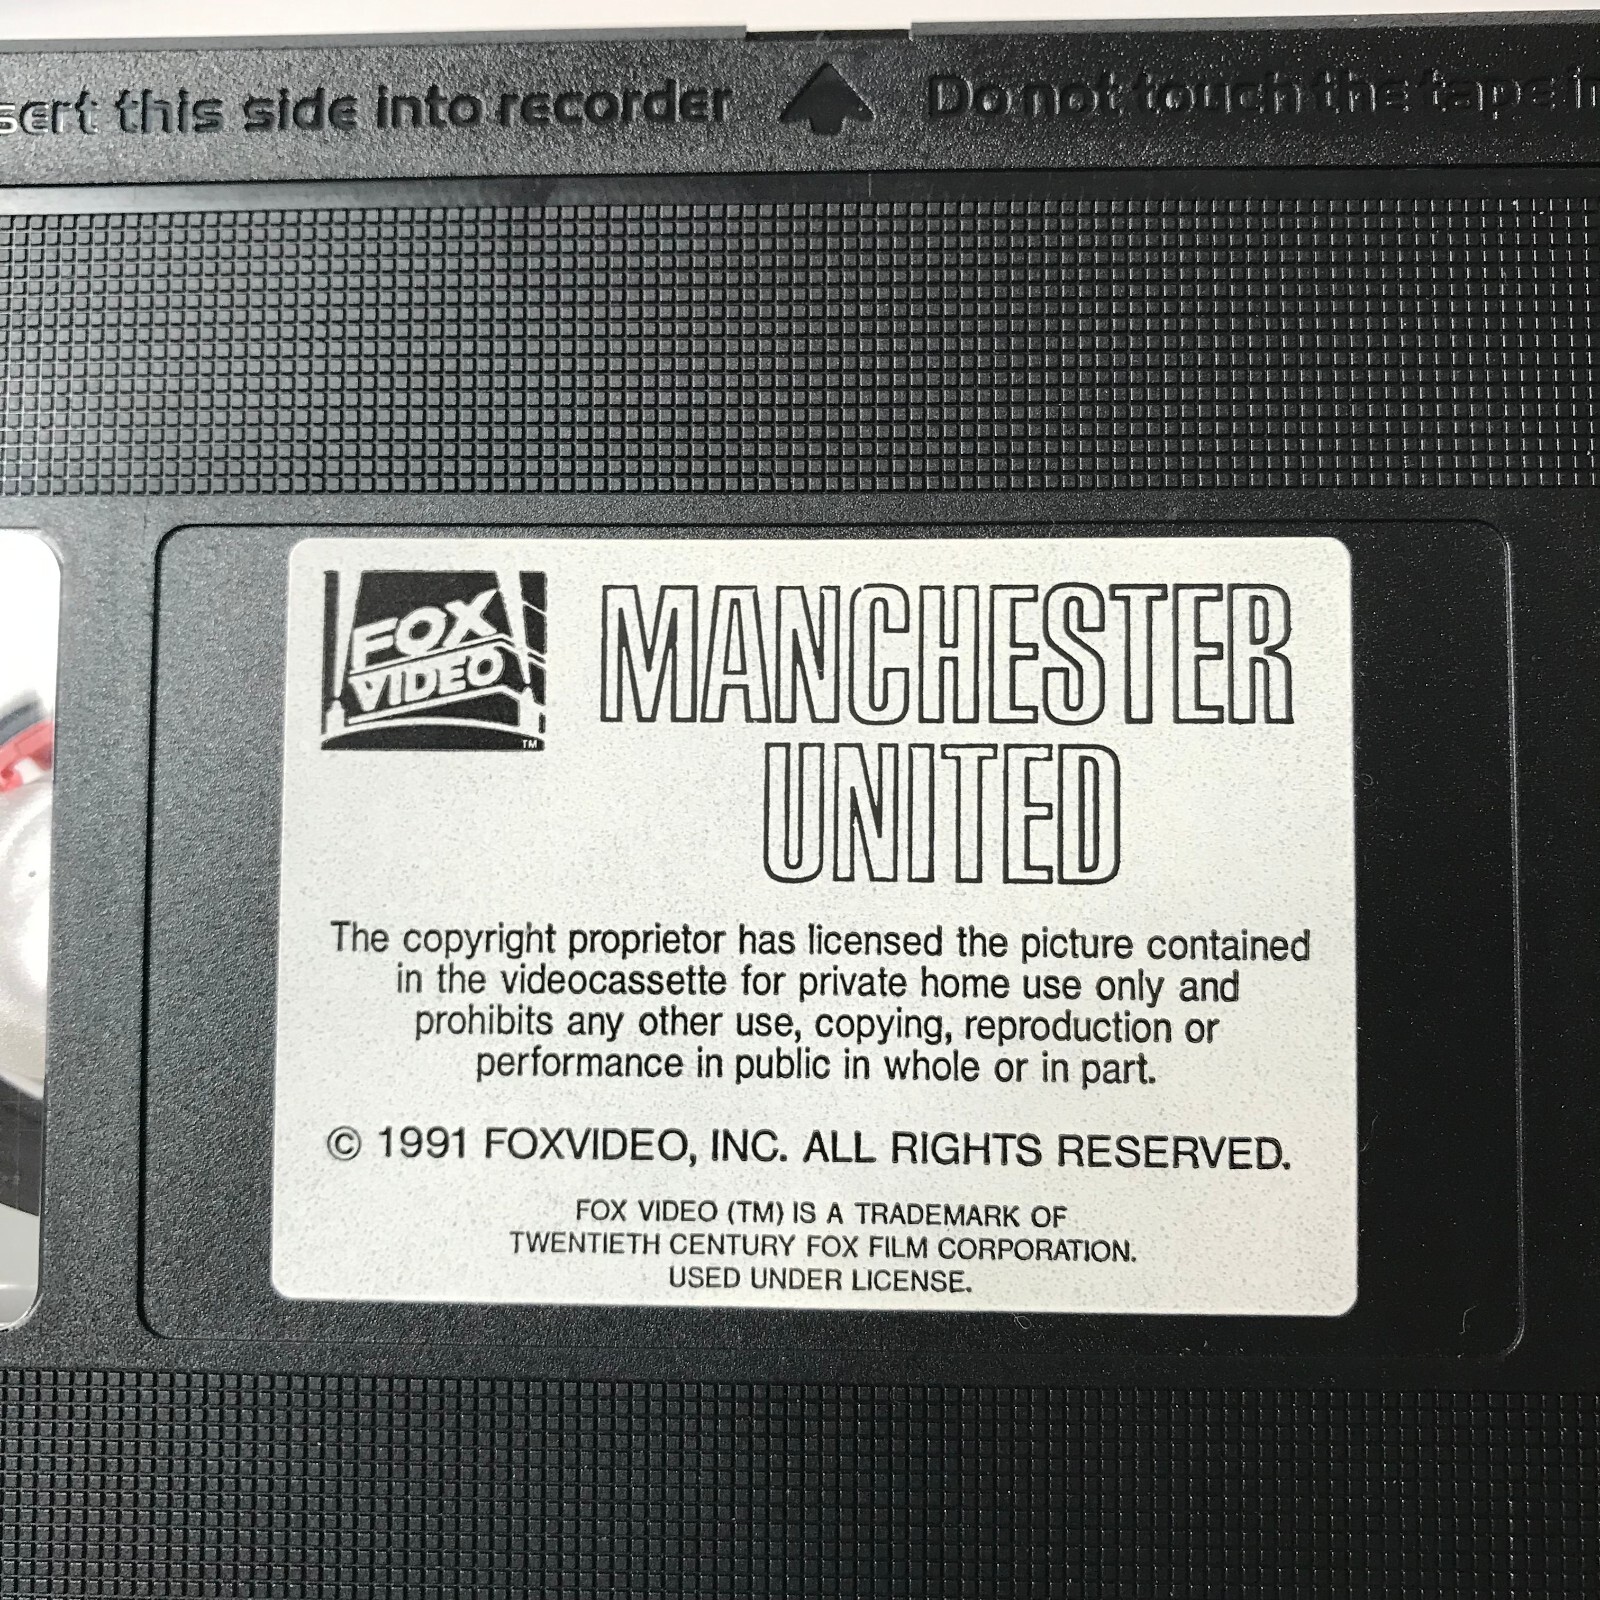 this side into recorder Do not touch the tape
FOX
VIDEO
TM
MANCHESTER
UNITED
The copyright proprietor has licensed the picture contained
in the videocassette for private home use only and
prohibits any other use, copying, reproduction or
performance in public in whole or in part.
© 1991 FOXVIDEO, INC. ALL RIGHTS RESERVED.
FOX VIDEO (TM) IS A TRADEMARK OF
TWENTIETH CENTURY FOX FILM CORPORATION.
USED UNDER LICENSE.